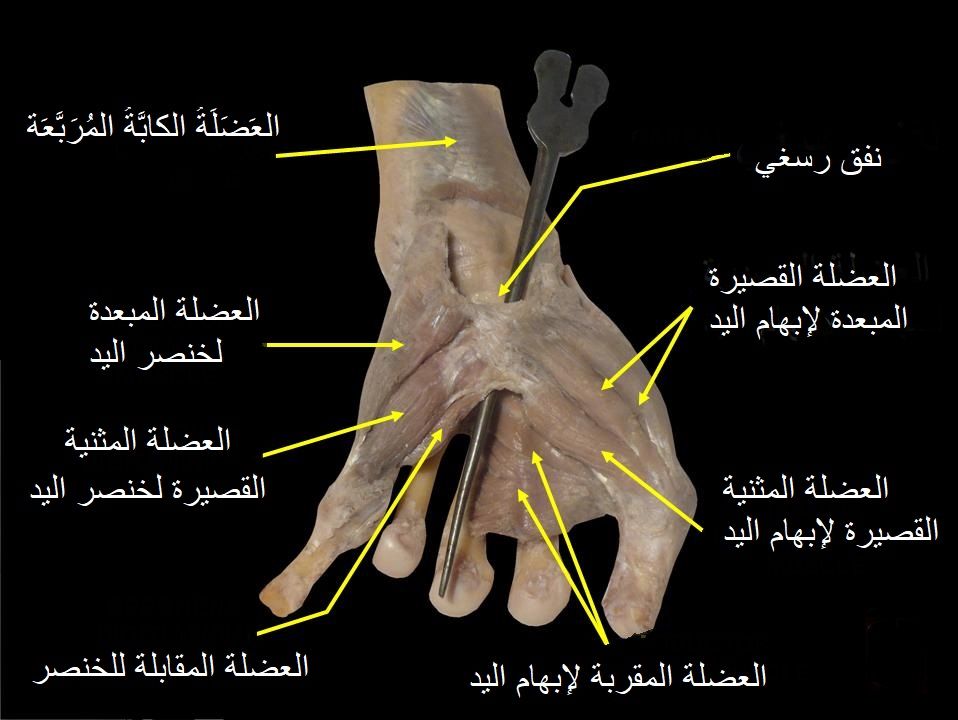 العَضَلَةُ الكابَّةُ المُرَبَّعَة
نفق رسغي
العضلة القصيرة
المبعدة لإبهام اليد
العضلة المبعدة
لخنصر اليد
العضلة المثنية
القصيرة لخنصر اليد
العضلة المثنية
القصيرة لإبهام اليد
العضلة المقابلة للخنصر
العضلة المقربة لإبهام اليد